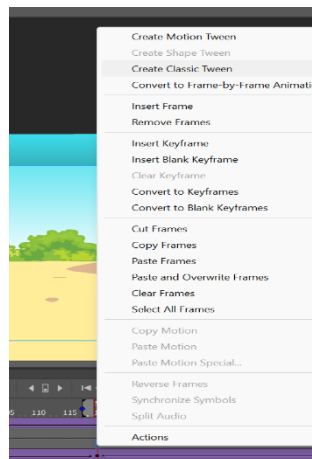 Create Motion Tween
Create Shape Tween
Create Classic Tween
Convert to Frame-by-Frame
Insert Frame
Remove Frames
Insert Keyframe
Insert Blank Keyframe
Clear Keyframe
Convert to Keyframes
Convert to Blank Keyframes
Cut Frames
Copy Frames
Paste Frames
Paste and Overwrite Frames
Clear Frames
Select All Frames
Copy Motion
Paste Motion
Paste Motion Special...
Reverse Frames
Synchronize Symbols
Split Audio
110 115
Actions